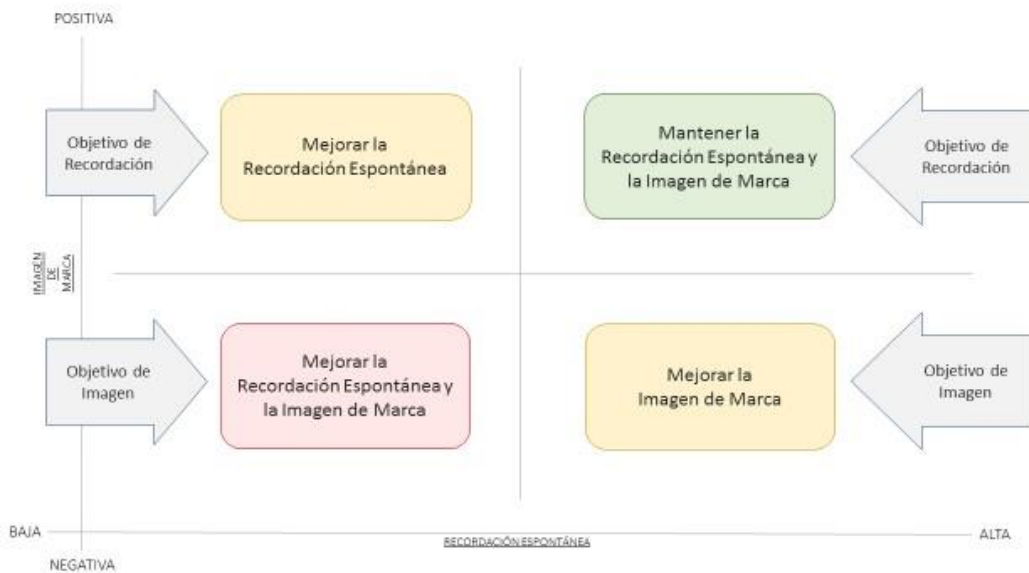 POSITIVA
Objetivo de
Recordación
Mejorar la
Recordación Espontánea
Mantener la
Recordación Espontánea y
la Imagen de Marca
Objetivo de
Recordación
IMAGEN
DE
MARCA
Objetivo de
Imagen
Mejorar la
Recordación Espontánea y
la Imagen de Marca
Mejorar la
Imagen de Marca
Objetivo de
Imagen
BAJA
RECORDACIÓN ESPONTÁNEA
ALTA
NEGATIVA